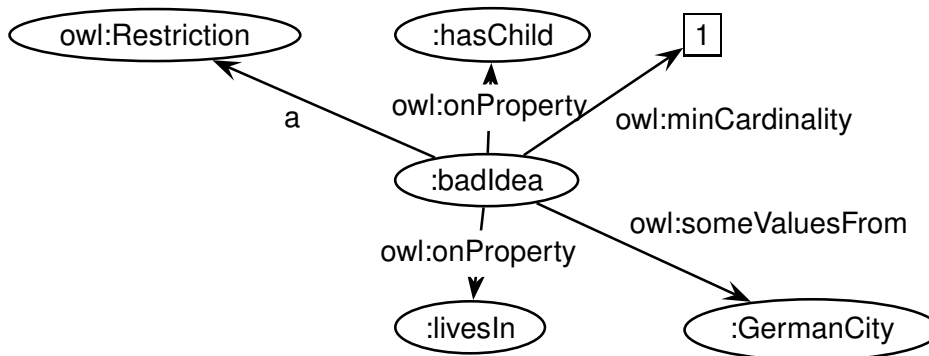 owl:Restriction
:hasChild
1
owl:onProperty
a
owl:minCardinality
:badIdea
owl:someValuesFrom
owl:onProperty
:livesIn
:GermanCity